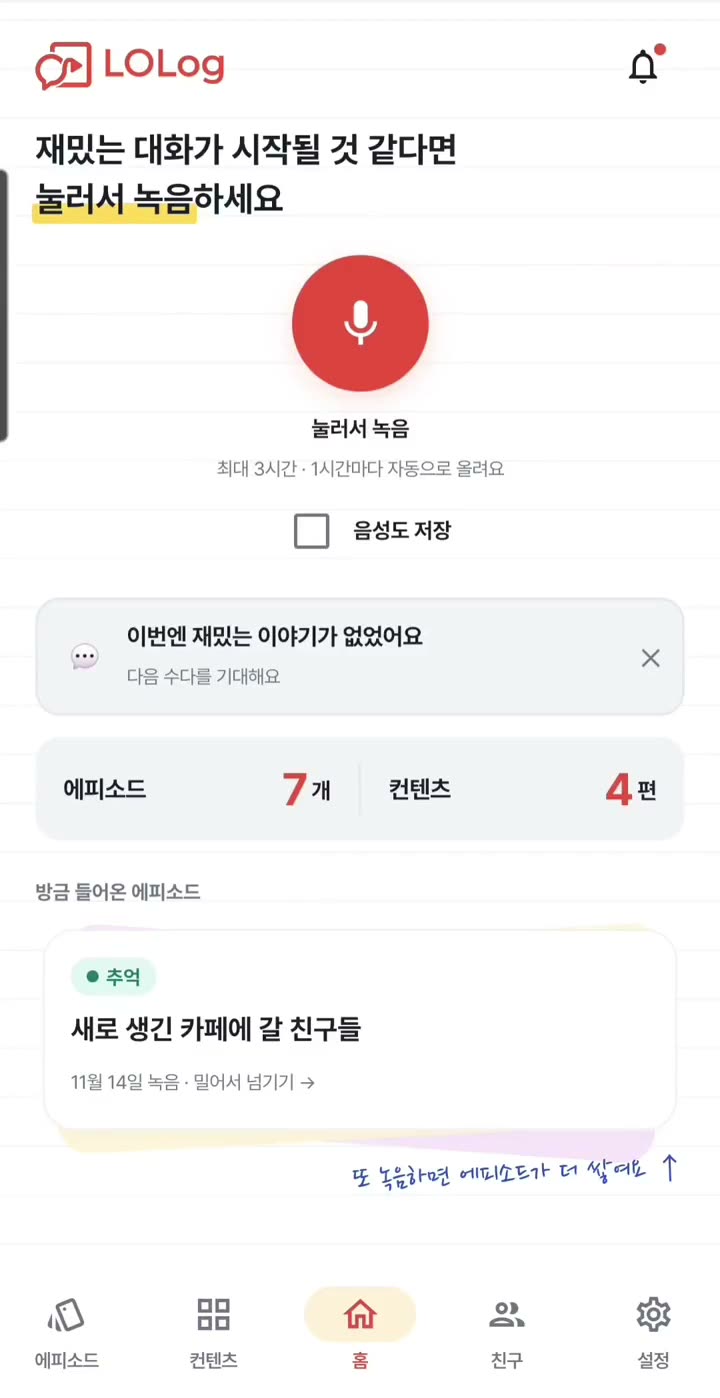 LOLog
재밌는 대화가 시작될 것 같다면
눌러서 녹음하세요
눌러서 녹음
최대 3시간 · 1시간마다 자동으로 올려요
음성도 저장
이번엔 재밌는 이야기가 없었어요
다음 수다를 기대해요
에피소드 7개 컨텐츠 4편
방금 들어온 에피소드
추억
새로 생긴 카페에 갈 친구들
11월 14일 녹음 · 밀어서 넘기기 →
또 녹음하면 에피소드가 더 쌓여요 ↑
에피소드 컨텐츠 홈 친구 설정